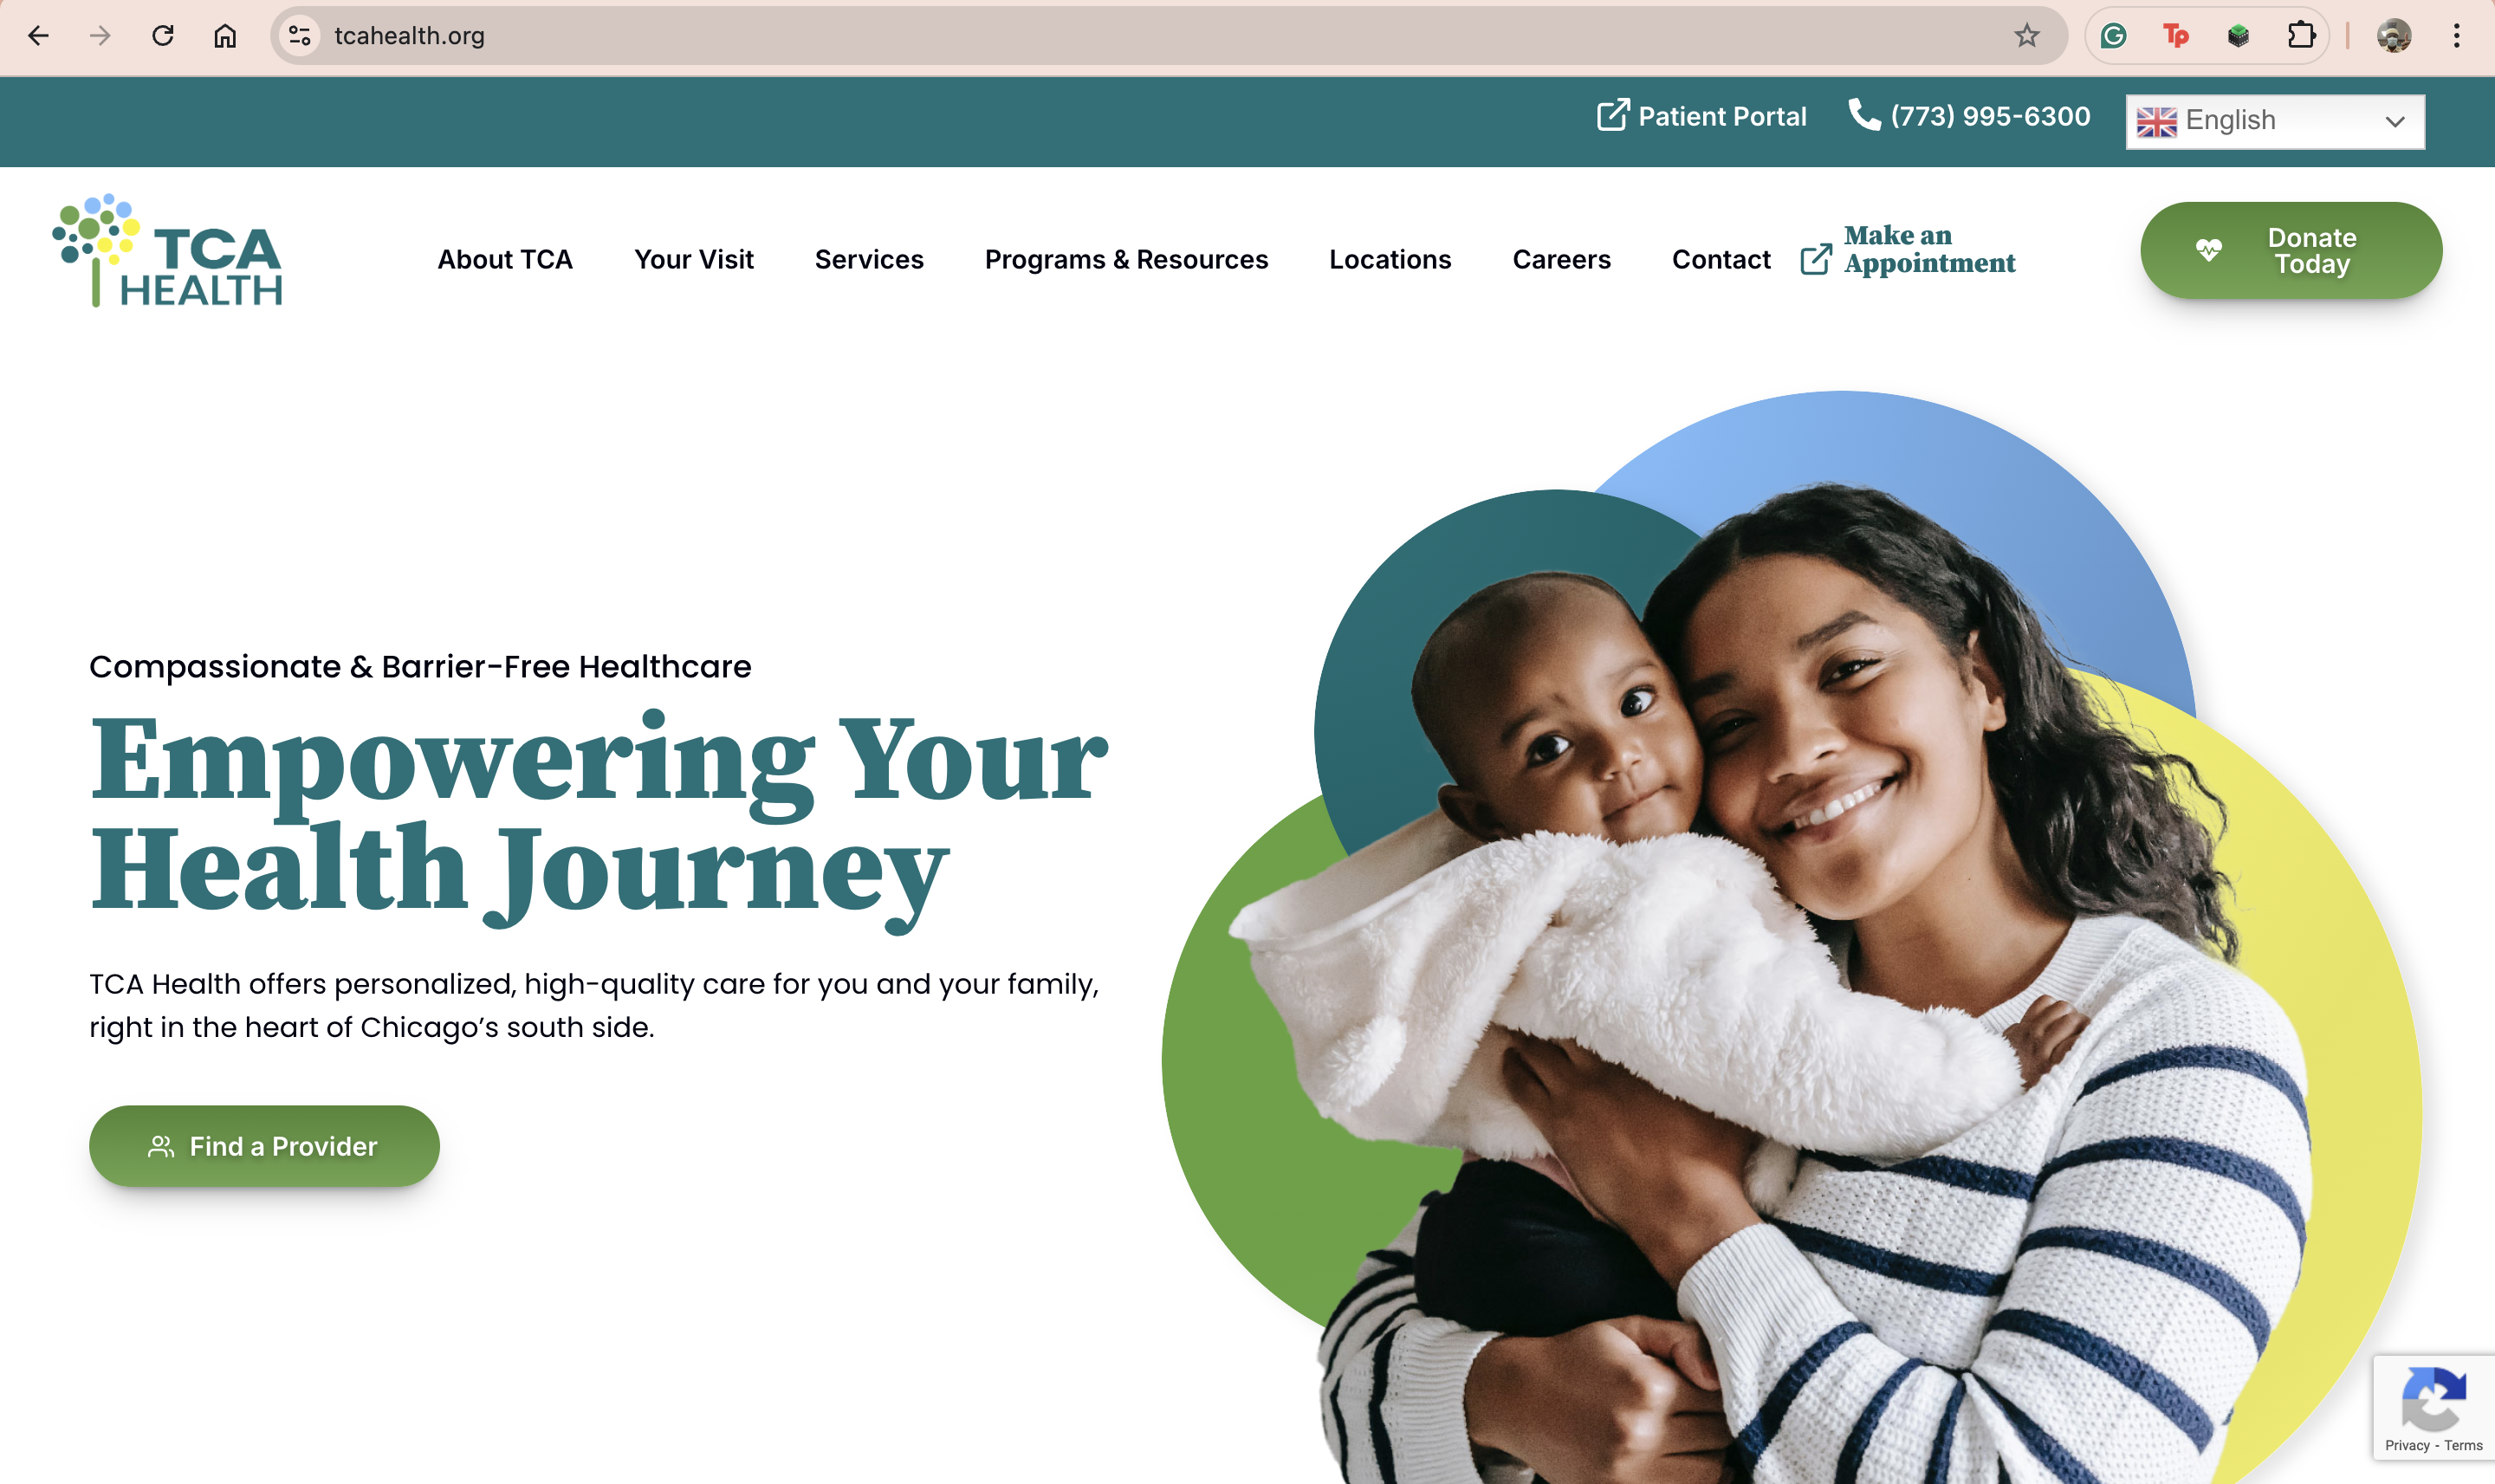 tcahealth.org
Tp
Patient Portal
(773) 995-6300
English
TCA
HEALTH
About TCA
Your Visit
Services
Programs & Resources
Locations
Careers
Contact
Make an
Appointment
Donate
Today
Compassionate & Barrier-Free Healthcare
Empowering Your
Health Journey
TCA Health offers personalized, high-quality care for you and your family,
right in the heart of Chicago’s south side.
Find a Provider
Privacy - Terms